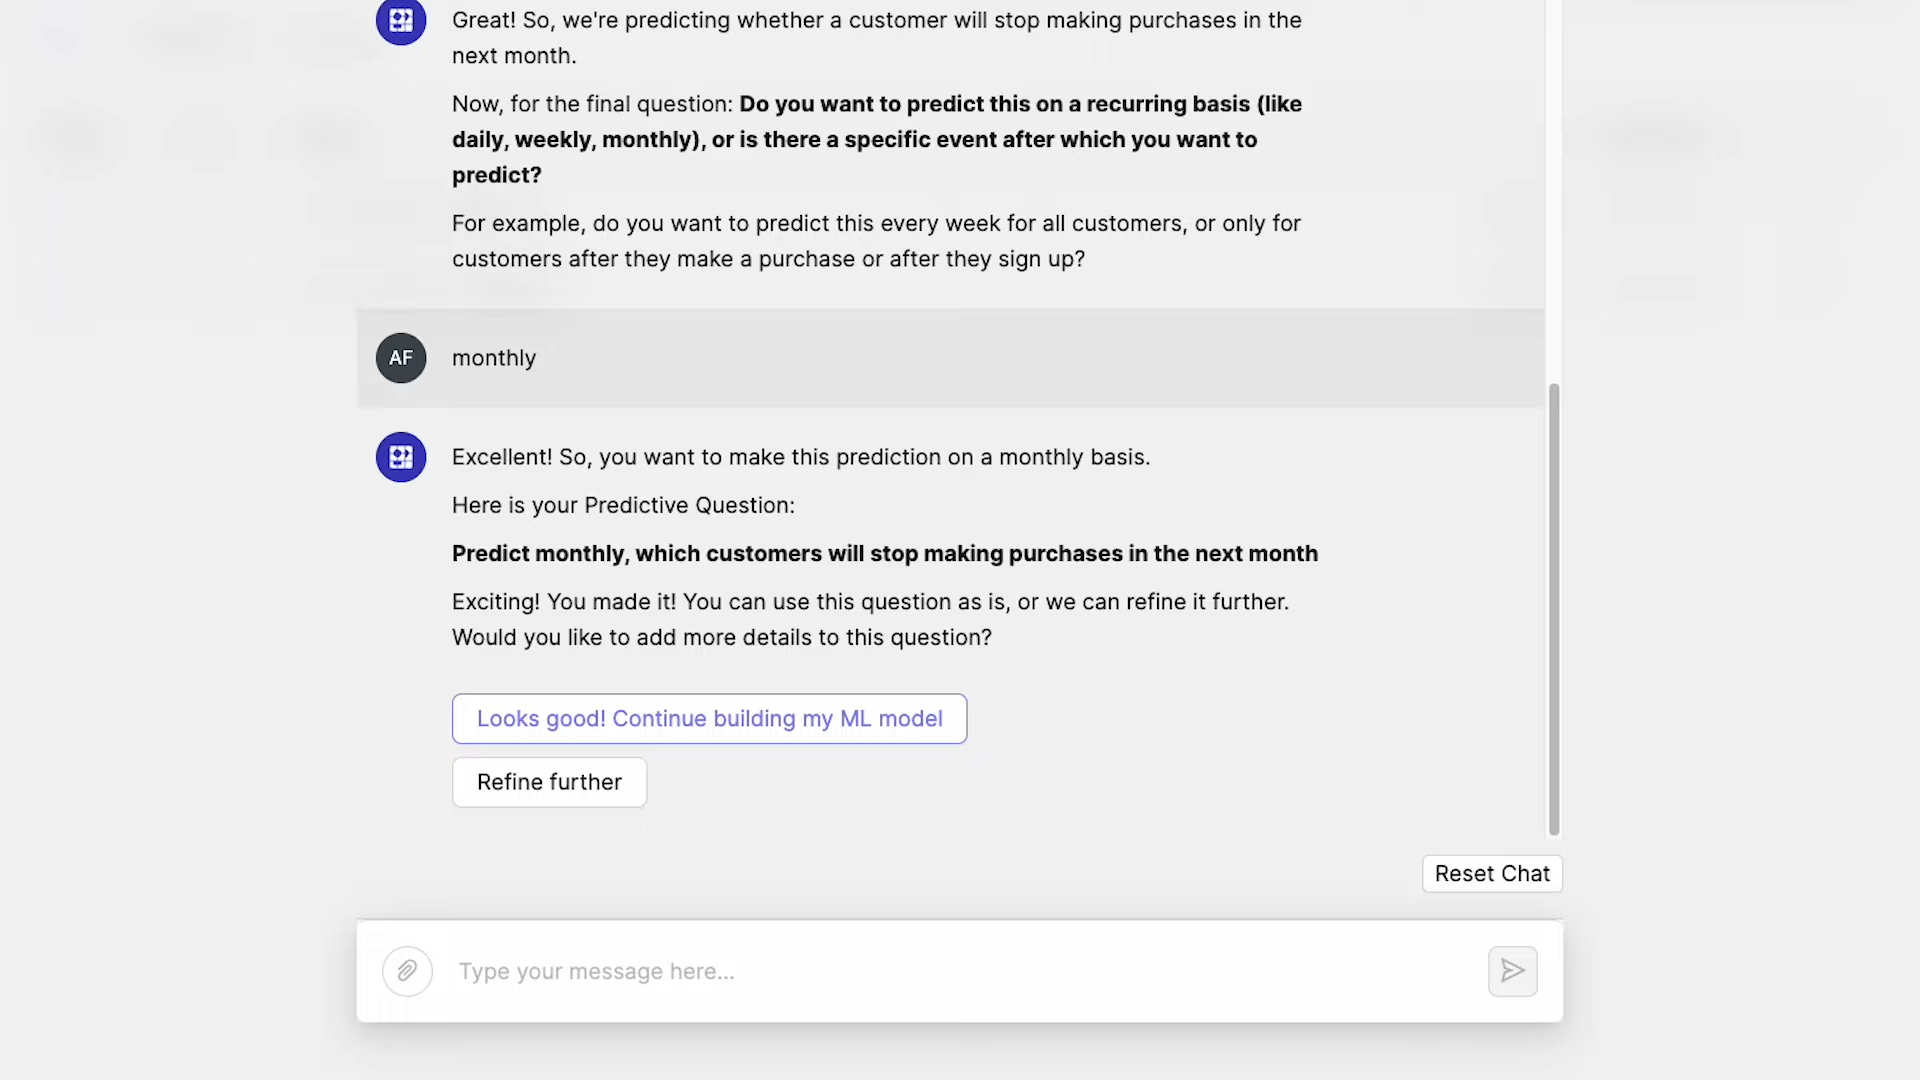 Great! So, we're predicting whether a customer will stop making purchases in the
next month.
Now, for the final question: Do you want to predict this on a recurring basis (like
daily, weekly, monthly), or is there a specific event after which you want to
predict?
For example, do you want to predict this every week for all customers, or only for
customers after they make a purchase or after they sign up?
AF
monthly
Excellent! So, you want to make this prediction on a monthly basis.
Here is your Predictive Question:
Predict monthly, which customers will stop making purchases in the next month
Exciting! You made it! You can use this question as is, or we can refine it further.
Would you like to add more details to this question?
Looks good! Continue building my ML model
Refine further
Reset Chat
Type your message here...